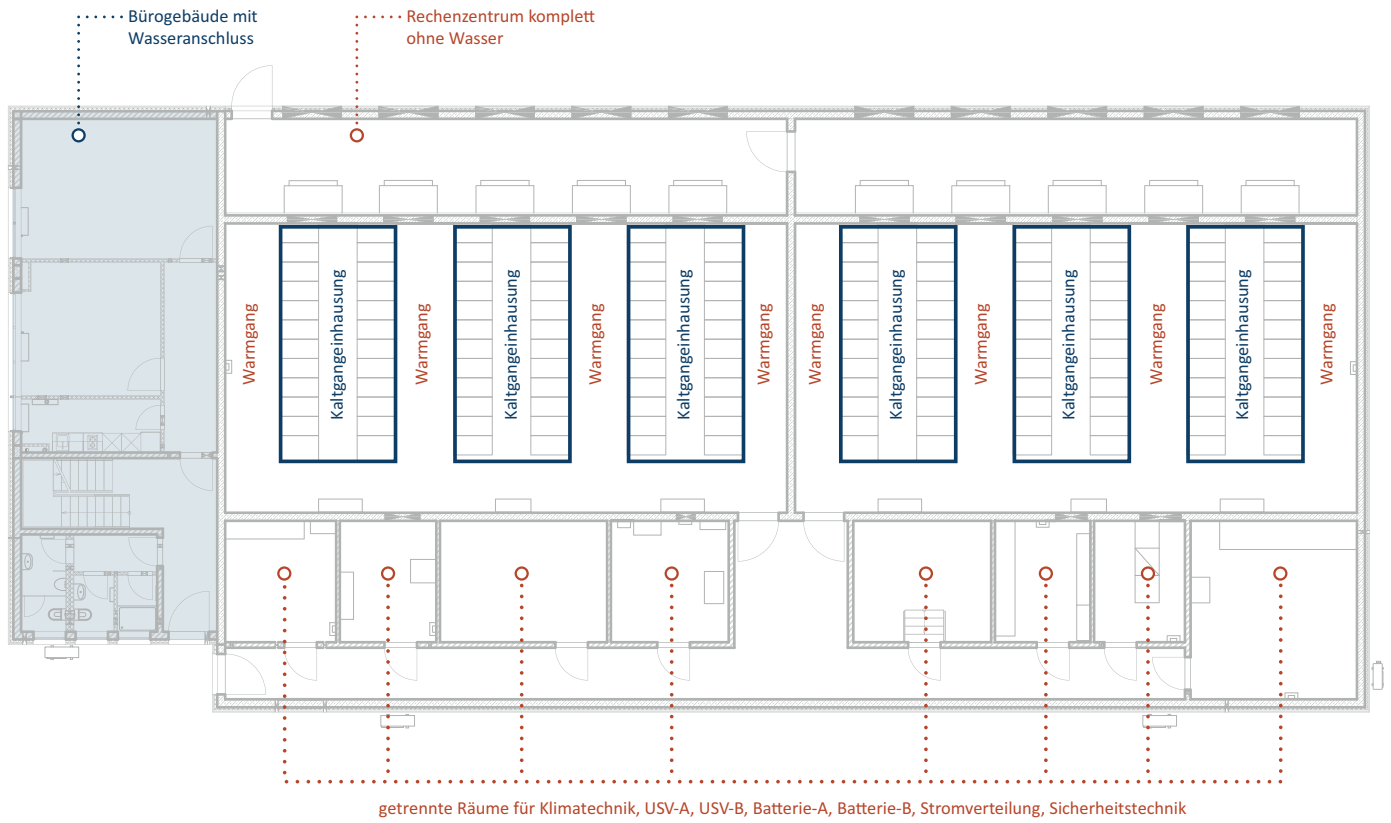 Bürogebäude mit
Wasseranschluss
Rechenzentrum komplett
ohne Wasser
Warmgang
Kaltgangeinhausung
Warmgang
Kaltgangeinhausung
Warmgang
Kaltgangeinhausung
Warmgang
Warmgang
Kaltgangeinhausung
Warmgang
Kaltgangeinhausung
Warmgang
Kaltgangeinhausung
Warmgang
getrennte Räume für Klimatechnik, USV-A, USV-B, Batterie-A, Batterie-B, Stromverteilung, Sicherheitstechnik